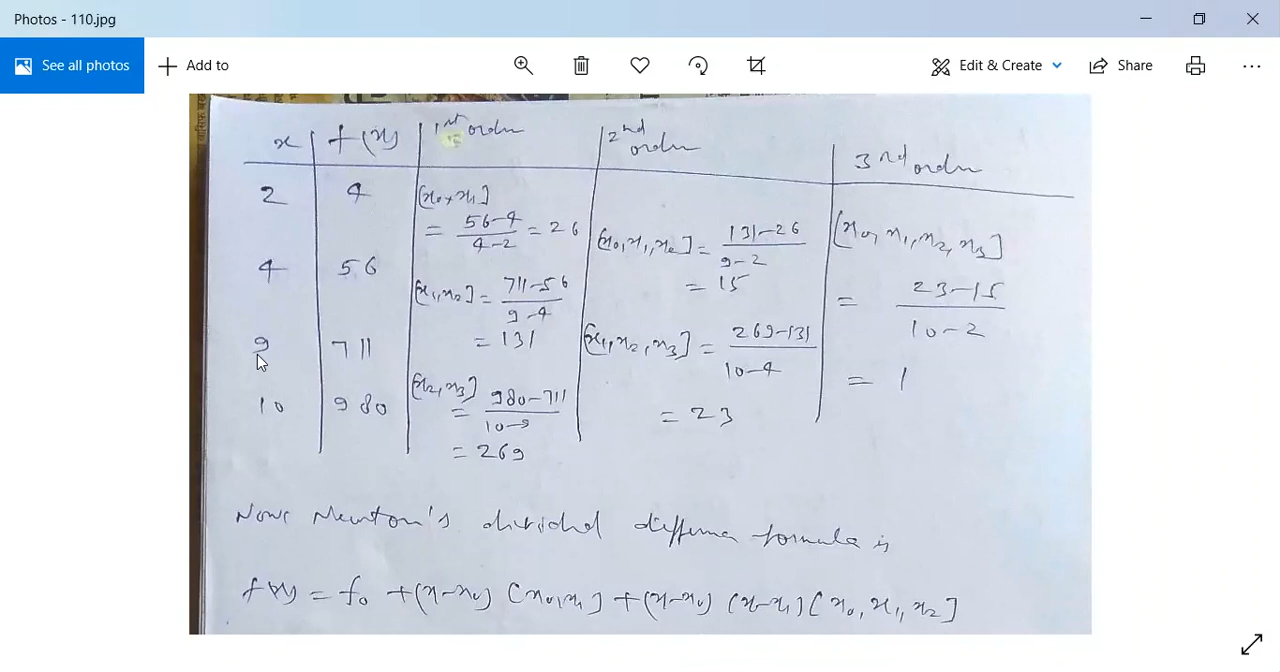 Photos - 110.jpg
See all photos
Add to
Edit & Create
Share
x | f(x) | 1st order | 2nd order | 3rd order
2 4 [x0, x1]
= 56-4 / 4-2 = 26
[x0, x1, x2] = 131-26 / 9-2
= 15
[x0, x1, x2, x3]
= 23-15 / 10-2
= 1
4 56 [x1, x2] = 711-56 / 9-4
= 131
[x1, x2, x3] = 269-131 / 10-4
= 23
9 711
10 980 [x2, x3]
= 980-711 / 10-9
= 269
Now Newton's divided difference formula is
f(x) = f0 + (x-x0) [x0, x1] + (x-x0) (x-x1) [x0, x1, x2]